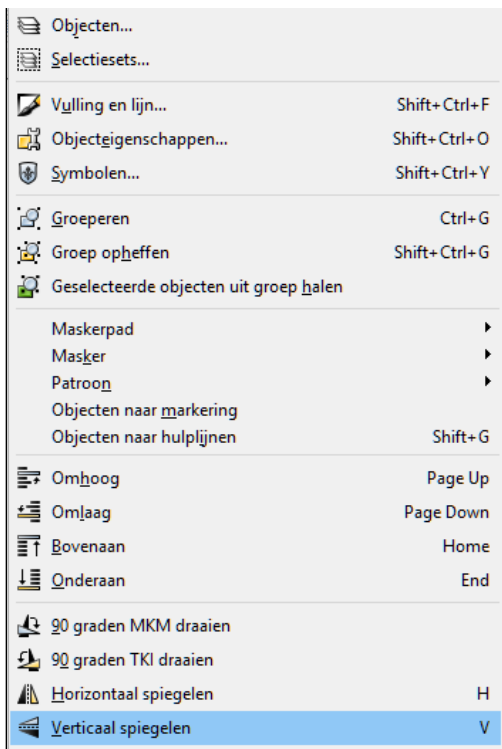 Objecten...
Selectiesets...
Vulling en lijn... Shift+Ctrl+F
Objecteigenschappen... Shift+Ctrl+O
Symbolen... Shift+Ctrl+Y
Groeperen Ctrl+G
Groep opheffen Shift+Ctrl+G
Geselecteerde objecten uit groep halen
Maskerpad
Masker
Patroon
Objecten naar markering
Objecten naar hulplijnen Shift+G
Omhoog Page Up
Omlaag Page Down
Bovenaan Home
Onderaan End
90 graden MKM draaien
90 graden TKI draaien
Horizontaal spiegelen H
Verticaal spiegelen V